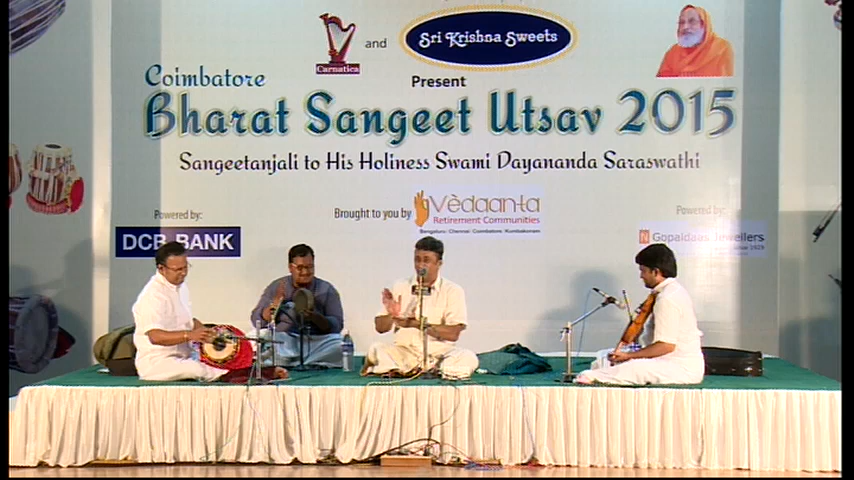 Carnatica
and
Sri Krishna Sweets
Present
Coimbatore
Bharat Sangeet Utsav 2015
Sangeetanjali to His Holiness Swami Dayananda Saraswathi
Powered by:
DCB BANK
Brought to you by
Vèdaanta
Retirement Communities
Bengaluru Chennai Coimbatore Kumbakonam
Powered by:
Gopaldaas Jewellers